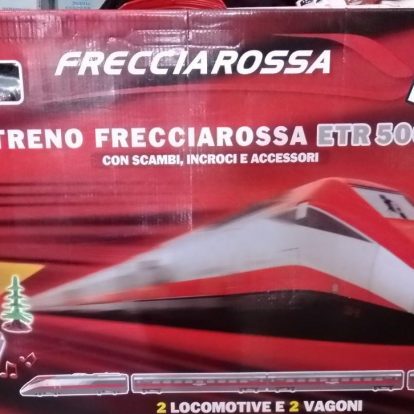 FRECCIAROSSA
TRENO FRECCIAROSSA ETR 500
CON SCAMBI, INCROCI E ACCESSORI
2 LOCOMOTIVE E 2 VAGONI